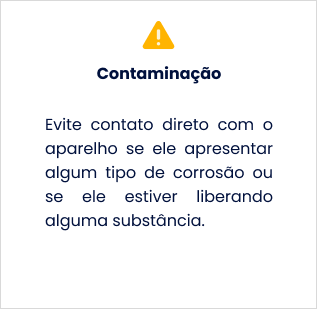 Contaminação
Evite contato direto com o
aparelho se ele apresentar
algum tipo de corrosão ou
se ele estiver liberando
alguma substância.